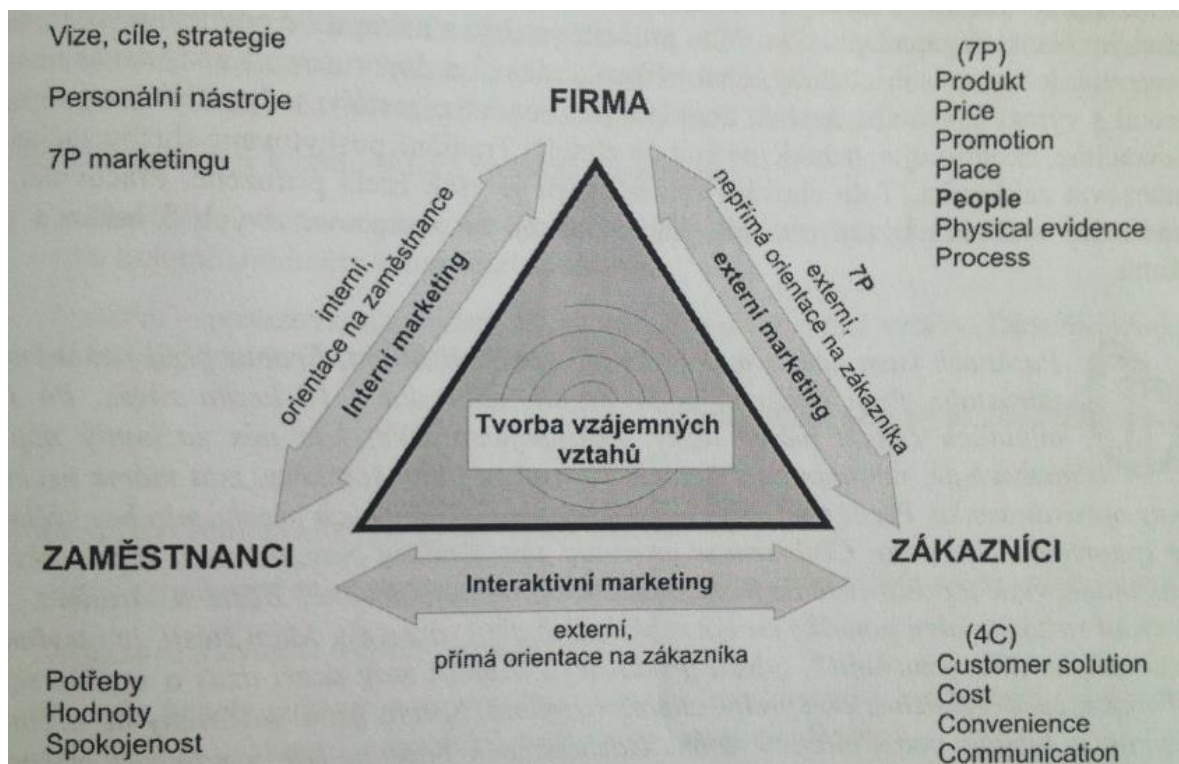 Vize, cíle, strategie
Personální nástroje
7P marketingu
FIRMA
(7P)
Produkt
Price
Promotion
Place
People
Physical evidence
Process
interní,
orientace na zaměstnance
Interní marketing
7P
externí,
nepřímá orientace na zákazníka
externí marketing
Tvorba vzájemných
vztahů
ZAMĚSTNANCI
ZÁKAZNÍCI
Interaktivní marketing
externí,
přímá orientace na zákazníka
Potřeby
Hodnoty
Spokojenost
(4C)
Customer solution
Cost
Convenience
Communication